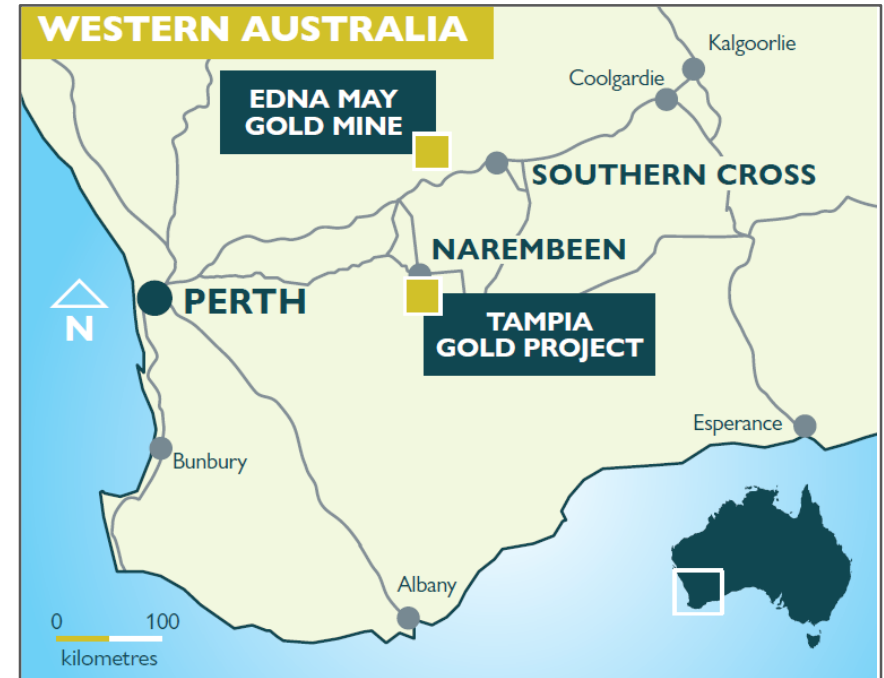 WESTERN AUSTRALIA
Kalgoorlie
Coolgardie
EDNA MAY
GOLD MINE
SOUTHERN CROSS
NAREMBEEN
PERTH
N
TAMPIA
GOLD PROJECT
Esperance
Bunbury
Albany
0 100
kilometres